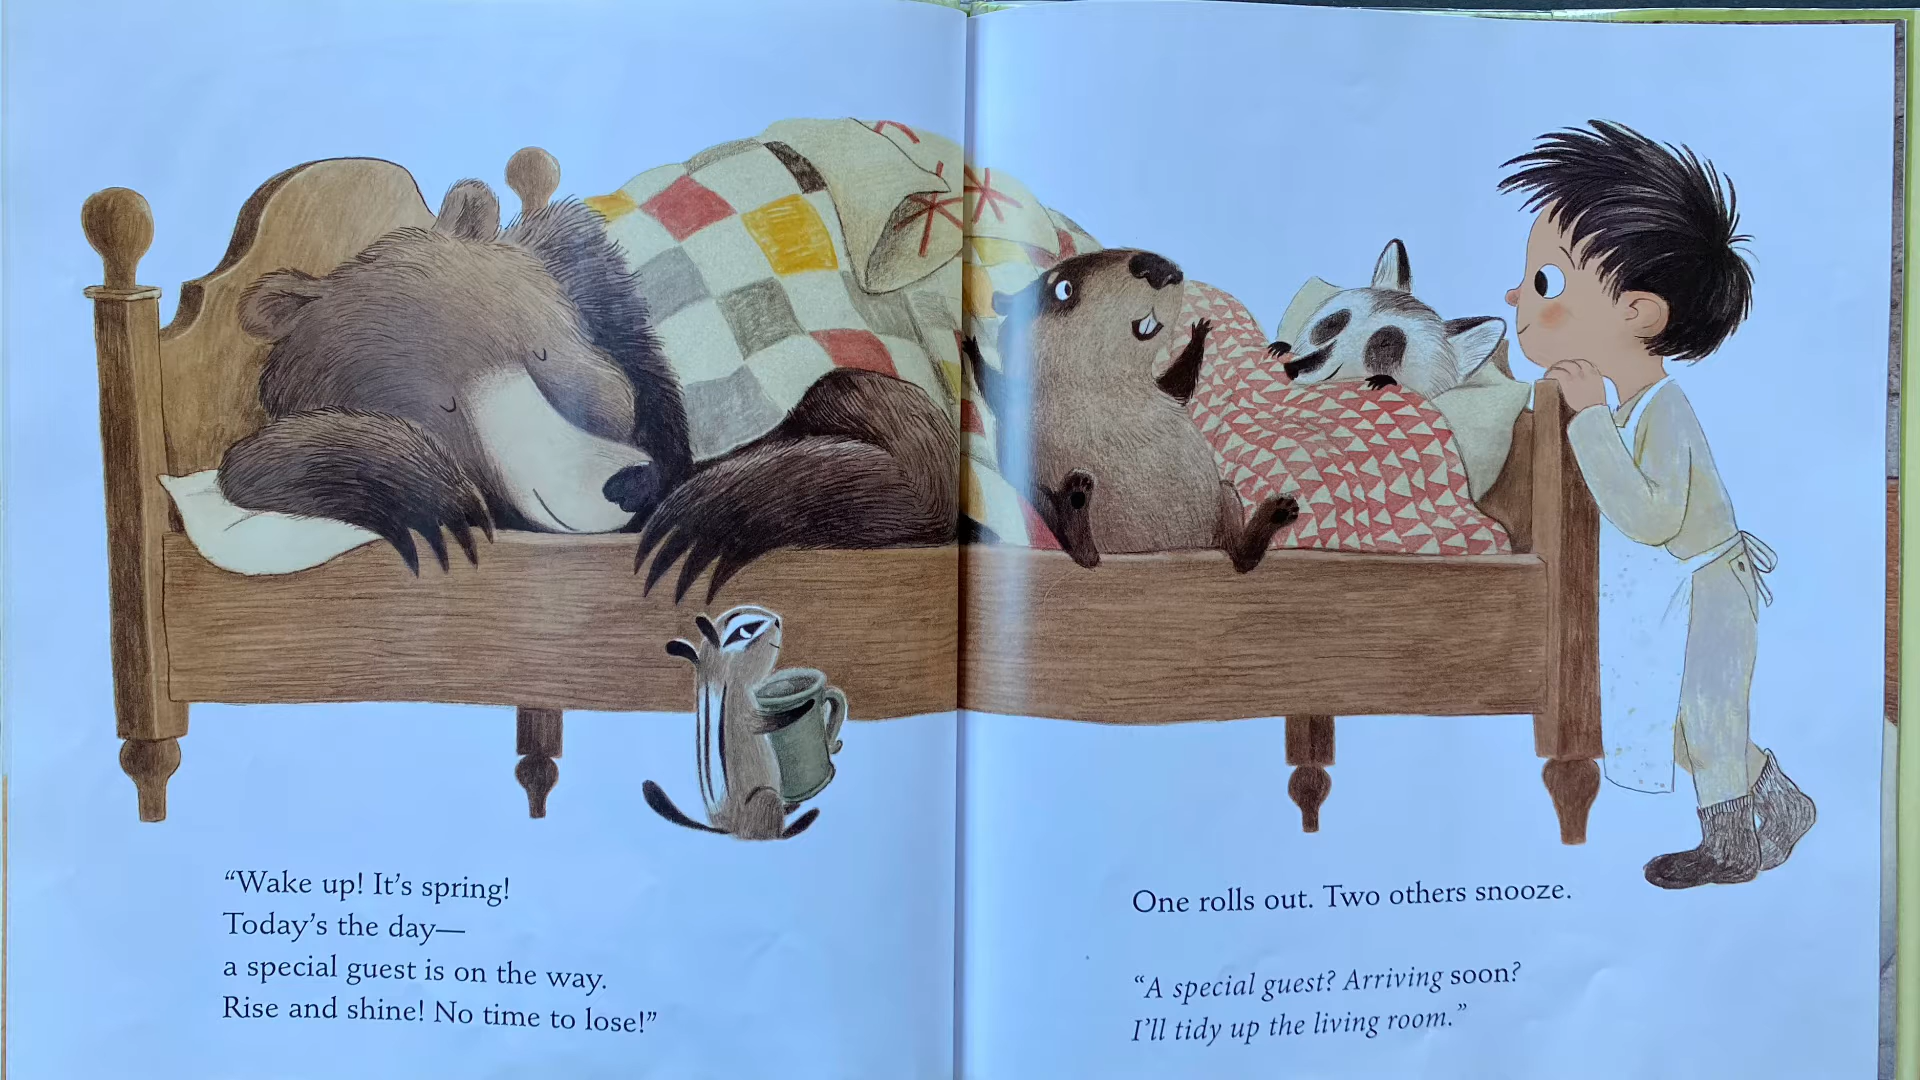 “Wake up! It’s spring!
Today’s the day—
a special guest is on the way.
Rise and shine! No time to lose!”
One rolls out. Two others snooze.
“A special guest? Arriving soon?
I’ll tidy up the living room.”